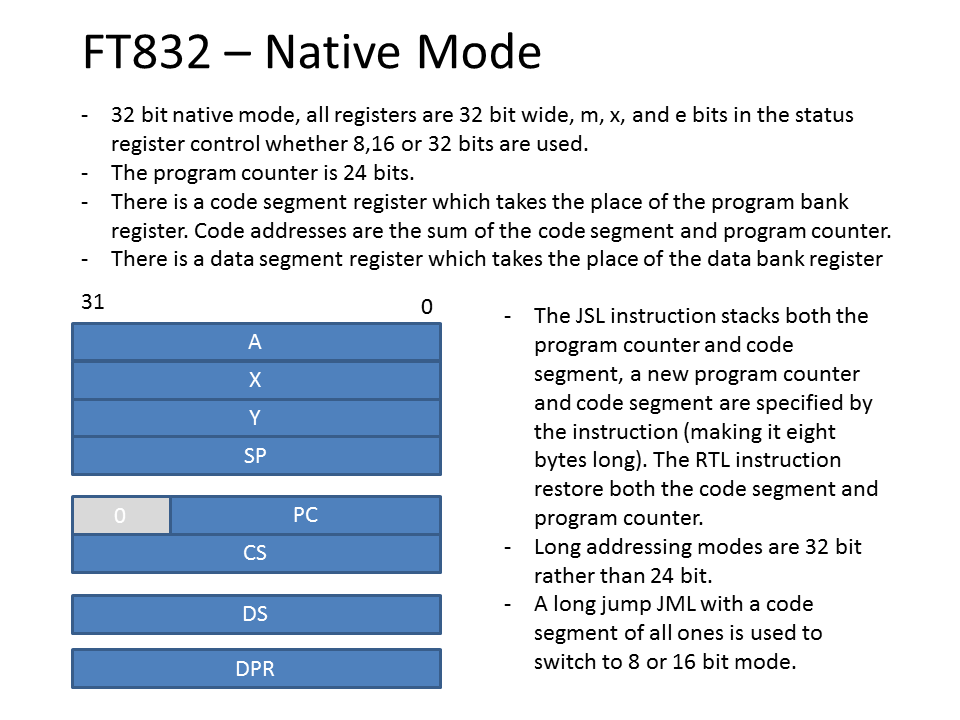 FT832 – Native Mode
- 32 bit native mode, all registers are 32 bit wide, m, x, and e bits in the status
register control whether 8,16 or 32 bits are used.
- The program counter is 24 bits.
- There is a code segment register which takes the place of the program bank
register. Code addresses are the sum of the code segment and program counter.
- There is a data segment register which takes the place of the data bank register
31 0
A
X
Y
SP
0 PC
CS
DS
DPR
- The JSL instruction stacks both the
program counter and code
segment, a new program counter
and code segment are specified by
the instruction (making it eight
bytes long). The RTL instruction
restore both the code segment and
program counter.
- Long addressing modes are 32 bit
rather than 24 bit.
- A long jump JML with a code
segment of all ones is used to
switch to 8 or 16 bit mode.